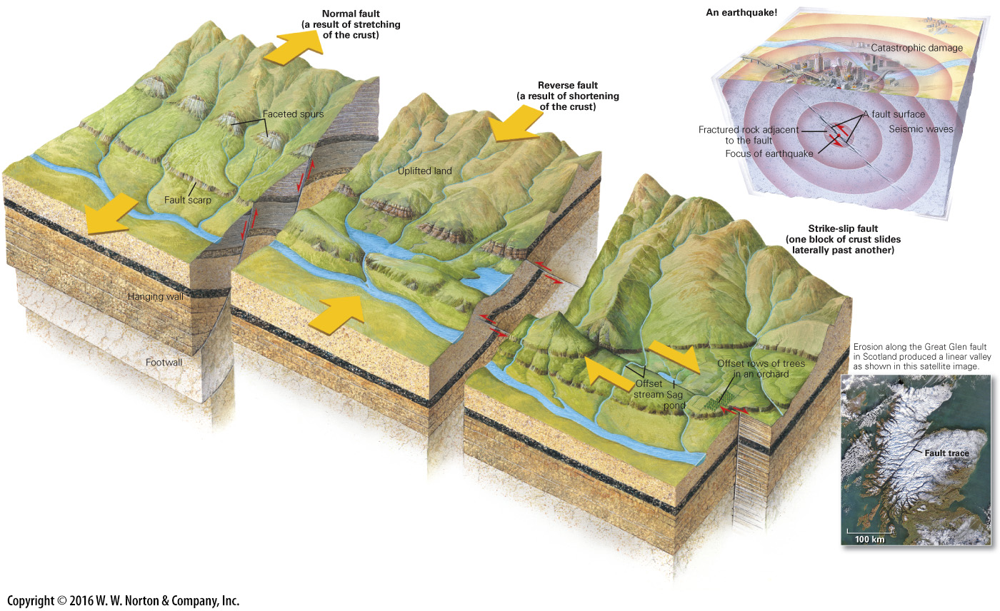 Normal fault
(a result of stretching
of the crust)
Faceted spurs
Fault scarp
Hanging wall
Footwall
Reverse fault
(a result of shortening
of the crust)
Uplifted land
An earthquake!
Catastrophic damage
A fault surface
Fractured rock adjacent
to the fault
Seismic waves
Focus of earthquake
Strike-slip fault
(one block of crust slides
laterally past another)
Offset rows of trees
in an orchard
Offset
stream
Sag
pond
Erosion along the Great Glen fault
in Scotland produced a linear valley
as shown in this satellite image.
Fault trace
100 km
Copyright © 2016 W. W. Norton & Company, Inc.